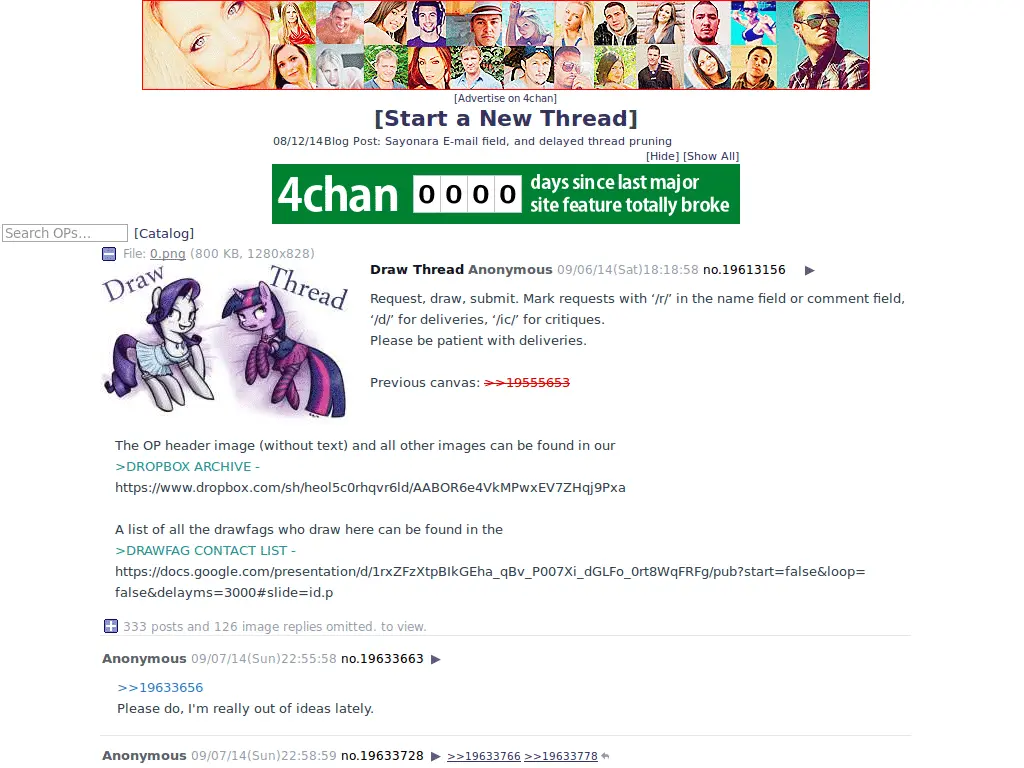 [Advertise on 4chan]
[Start a New Thread]
08/12/14Blog Post: Sayonara E-mail field, and delayed thread pruning
[Hide] [Show All]
4chan 0 0 0 0 days since last major
site feature totally broke
Search OPs... [Catalog]
File: 0.png (800 KB, 1280x828)
Draw Thread
Draw Thread Anonymous 09/06/14(Sat)18:18:58 no.19613156 ▶
Request, draw, submit. Mark requests with ‘/r/’ in the name field or comment field,
‘/d/’ for deliveries, ‘/ic/’ for critiques.
Please be patient with deliveries.
Previous canvas: >>19555653
The OP header image (without text) and all other images can be found in our
>DROPBOX ARCHIVE -
https://www.dropbox.com/sh/heol5c0rhqvr6ld/AABOR6e4VkMPwxEV7ZHqj9Pxa
A list of all the drawfags who draw here can be found in the
>DRAWFAG CONTACT LIST -
https://docs.google.com/presentation/d/1rxZFzXtpBIkGEha_qBv_P007Xi_dGLFo_0rt8WqFRFg/pub?start=false&loop=
false&delayms=3000#slide=id.p
333 posts and 126 image replies omitted. to view.
Anonymous 09/07/14(Sun)22:55:58 no.19633663 ▶
>>19633656
Please do, I'm really out of ideas lately.
Anonymous 09/07/14(Sun)22:58:59 no.19633728 ▶ >>19633766 >>19633778